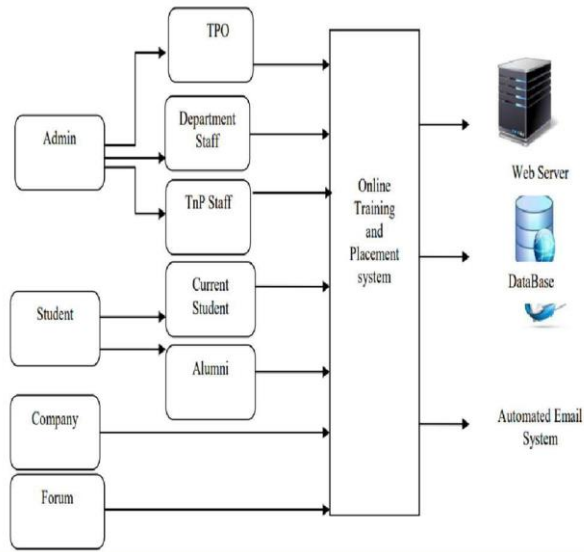 TPO
Admin
Department
Staff
TnP Staff
Student
Current
Student
Alumni
Company
Forum
Online
Training
and
Placement
system
Web Server
DataBase
Automated Email
System